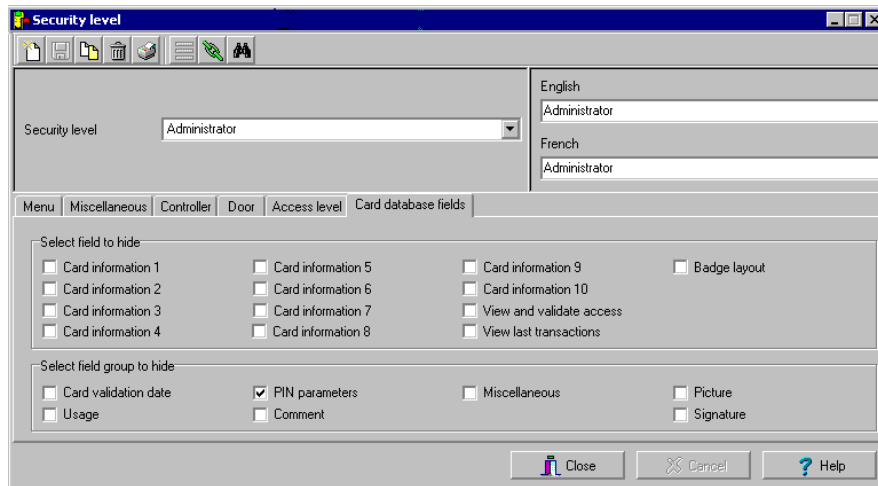 Security level
English
Administrator
Security level Administrator
French
Administrator
Menu Miscellaneous Controller Door Access level Card database fields
Select field to hide
Card information 1 Card information 5 Card information 9 Badge layout
Card information 2 Card information 6 Card information 10
Card information 3 Card information 7 View and validate access
Card information 4 Card information 8 View last transactions
Select field group to hide
Card validation date PIN parameters Miscellaneous Picture
Usage Comment Signature
Close Cancel ? Help